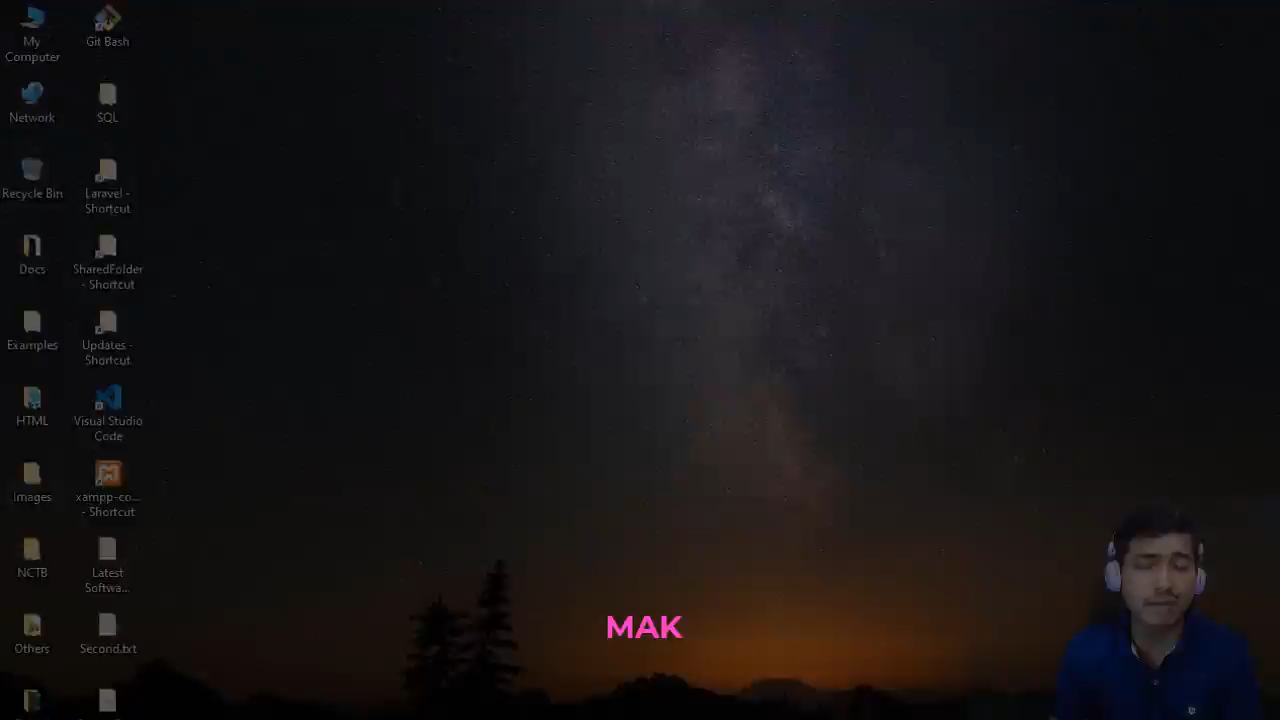 My
Computer
Git Bash
Network
SQL
Recycle Bin
Laravel -
Shortcut
Docs
SharedFolder
- Shortcut
Examples
Updates -
Shortcut
HTML
Visual Studio
Code
Images
xampp-co...
- Shortcut
NCTB
Latest
Softwa...
Others
Second.txt
MAK